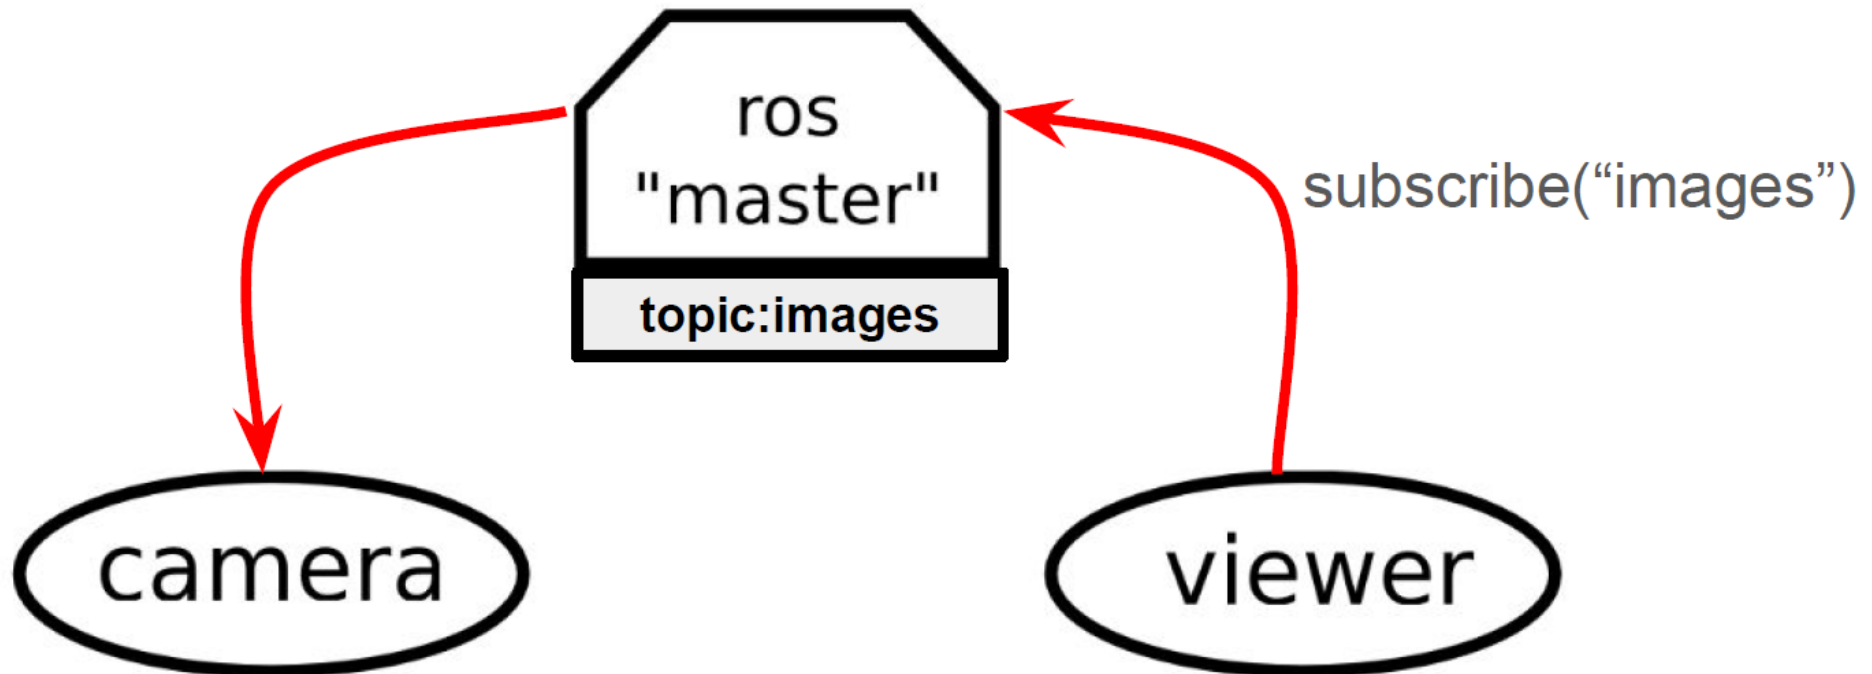 ros
"master"
subscribe(“images”)
topic:images
camera
viewer